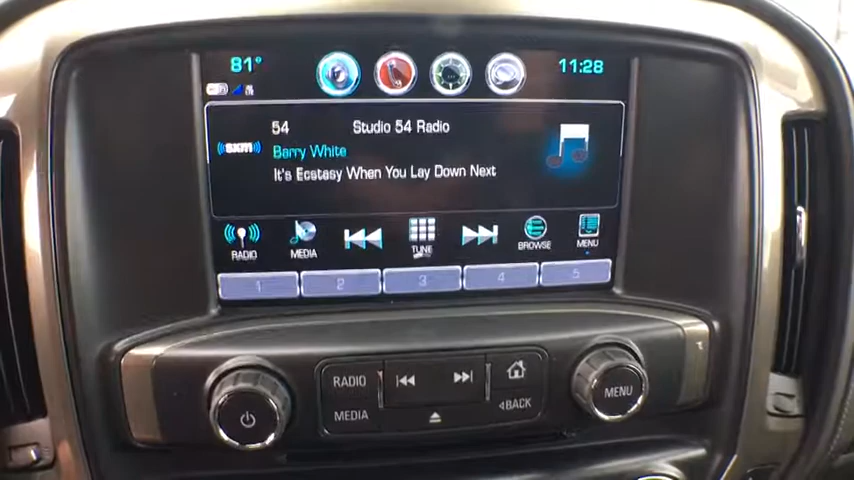 81° 11:28
54 Studio 54 Radio
sxm Barry White
It's Ecstasy When You Lay Down Next
RADIO MEDIA TUNE BROWSE MENU
1 2 3 4 5
RADIO
MEDIA BACK
MENU